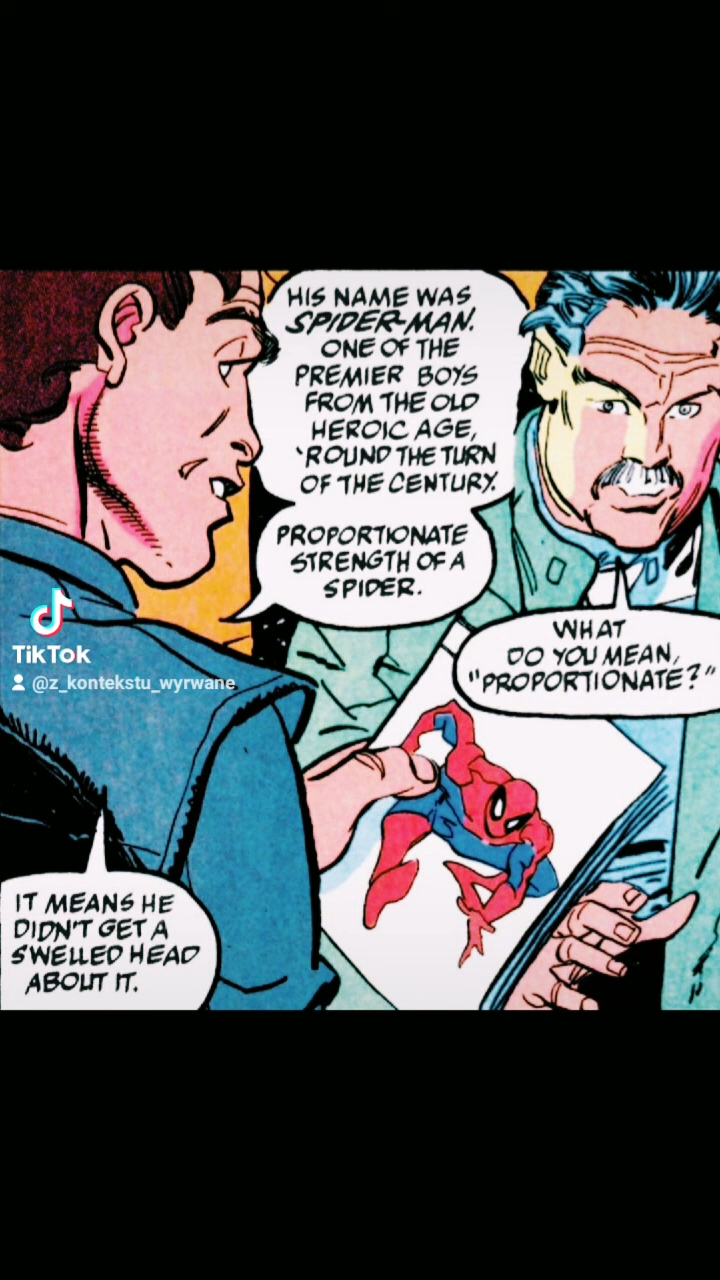 HIS NAME WAS
SPIDER-MAN.
ONE OF THE
PREMIER BOYS
FROM THE OLD
HEROIC AGE,
'ROUND THE TURN
OF THE CENTURY.
PROPORTIONATE
STRENGTH OF A
SPIDER.
WHAT
DO YOU MEAN,
"PROPORTIONATE?"
IT MEANS HE
DIDN'T GET A
SWELLED HEAD
ABOUT IT.
TikTok
@z_kontekstu_wyrwane